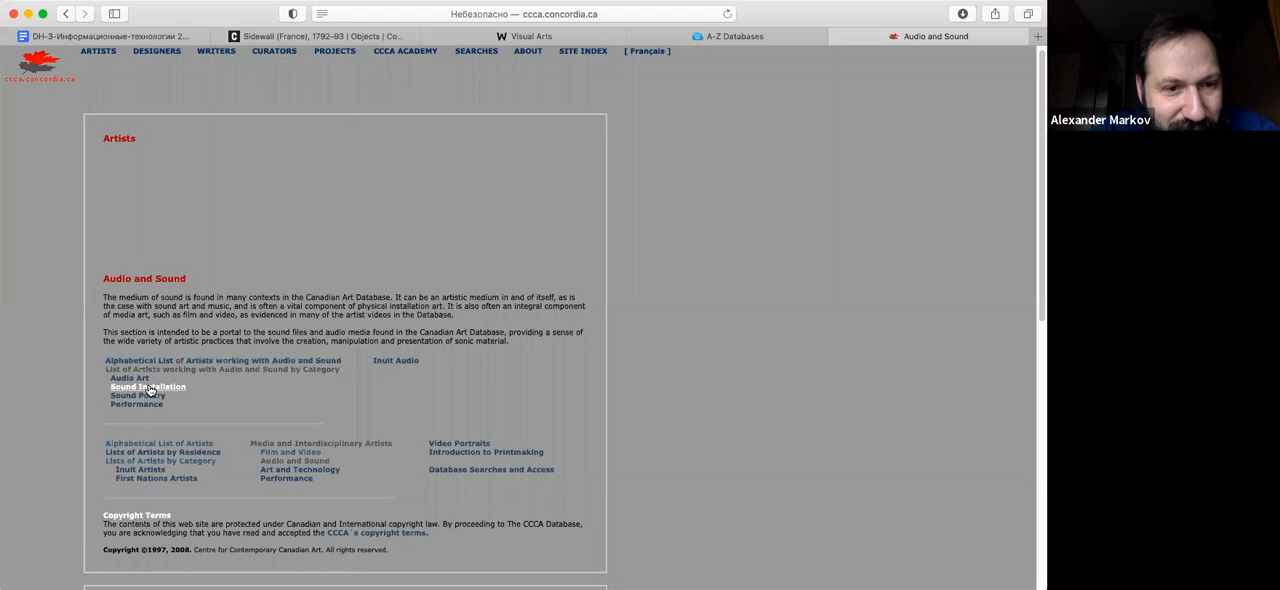 Небезопасно — ccca.concordia.ca
DH-3-Информационные-технологии 2...
Sidewall (France), 1792–93 | Objects | Co...
Visual Arts
A-Z Databases
Audio and Sound
ARTISTS DESIGNERS WRITERS CURATORS PROJECTS CCCA ACADEMY SEARCHES ABOUT SITE INDEX [ Français ]
ccca.concordia.ca
Alexander Markov
Artists
Audio and Sound
The medium of sound is found in many contexts in the Canadian Art Database. It can be an artistic medium in and of itself, as is
the case with sound art and music, and is often a vital component of physical installation art. It is also often an integral component
of media art, such as film and video, as evidenced in many of the artist videos in the Database.
This section is intended to be a portal to the sound files and audio media found in the Canadian Art Database, providing a sense of
the wide variety of artistic practices that involve the creation, manipulation and presentation of sonic material.
Alphabetical List of Artists working with Audio and Sound Inuit Audio
List of Artists working with Audio and Sound by Category
Audio Art
Sound Installation
Sound Poetry
Performance
Alphabetical List of Artists Media and Interdisciplinary Artists Video Portraits
Lists of Artists by Residence Film and Video Introduction to Printmaking
Lists of Artists by Category Audio and Sound
Inuit Artists Art and Technology Database Searches and Access
First Nations Artists Performance
Copyright Terms
The contents of this web site are protected under Canadian and International copyright law. By proceeding to The CCCA Database,
you are acknowledging that you have read and accepted the CCCA´s copyright terms.
Copyright ©1997, 2008. Centre for Contemporary Canadian Art. All rights reserved.